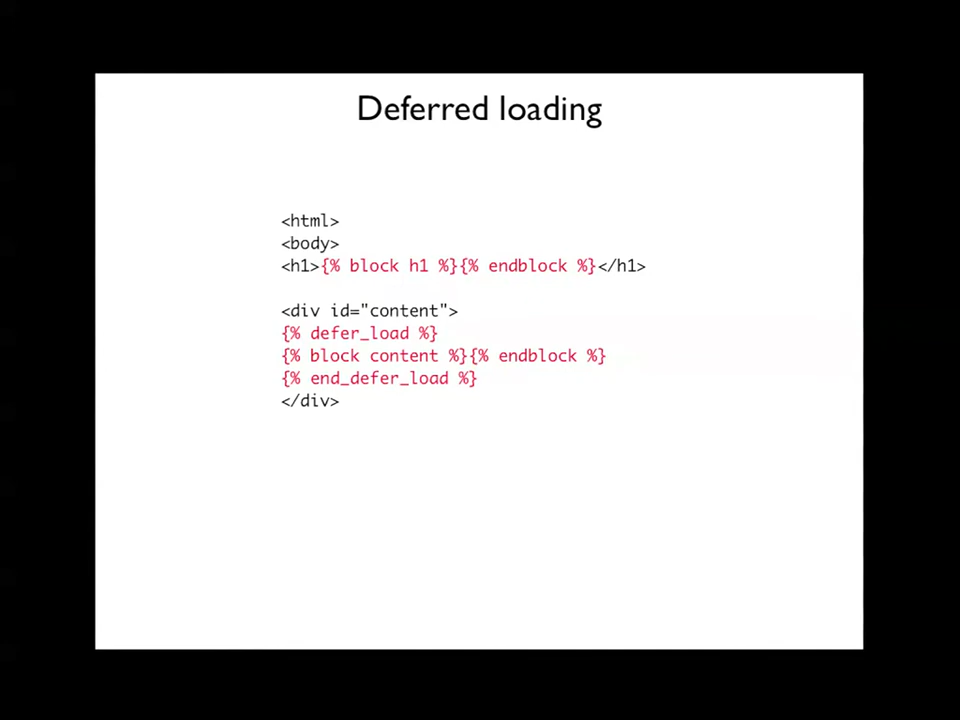 Deferred loading
<html>
<body>
<h1>{% block h1 %}{% endblock %}</h1>
<div id="content">
{% defer_load %}
{% block content %}{% endblock %}
{% end_defer_load %}
</div>